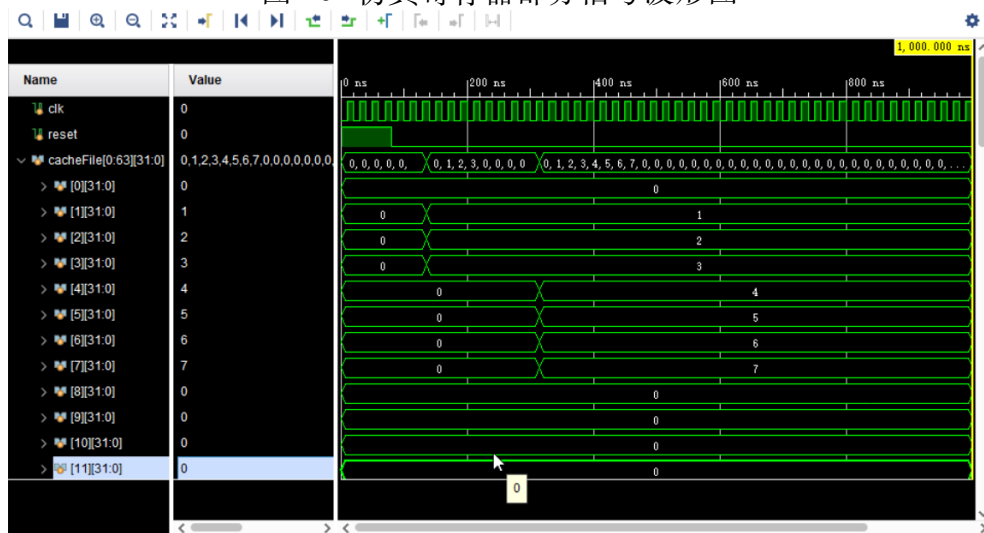 1,000.000 ns
Name Value 0 ns 200 ns 400 ns 600 ns 800 ns
clk 0
reset 0
cacheFile[0:63][31:0] 0,1,2,3,4,5,6,7,0,0,0,0,0,0,0, 0,0,0,0,0, 0,1,2,3,0,0,0,0 0,1,2,3,4,5,6,7,0,0,0,0,0,0,0,0,0,0,0,0,0,0,0,0,0,0,0,0,0,0,0,0,0,...
[0][31:0] 0 0
[1][31:0] 1 0 1
[2][31:0] 2 0 2
[3][31:0] 3 0 3
[4][31:0] 4 0 4
[5][31:0] 5 0 5
[6][31:0] 6 0 6
[7][31:0] 7 0 7
[8][31:0] 0 0
[9][31:0] 0 0
[10][31:0] 0 0
[11][31:0] 0 0
0